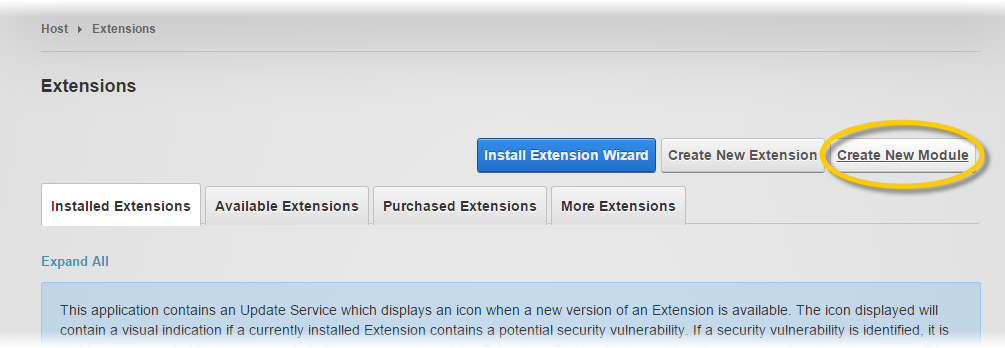 Host ▸ Extensions
Extensions
Install Extension Wizard Create New Extension Create New Module
Installed Extensions Available Extensions Purchased Extensions More Extensions
Expand All
This application contains an Update Service which displays an icon when a new version of an Extension is available. The icon displayed will
contain a visual indication if a currently installed Extension contains a potential security vulnerability. If a security vulnerability is identified, it is